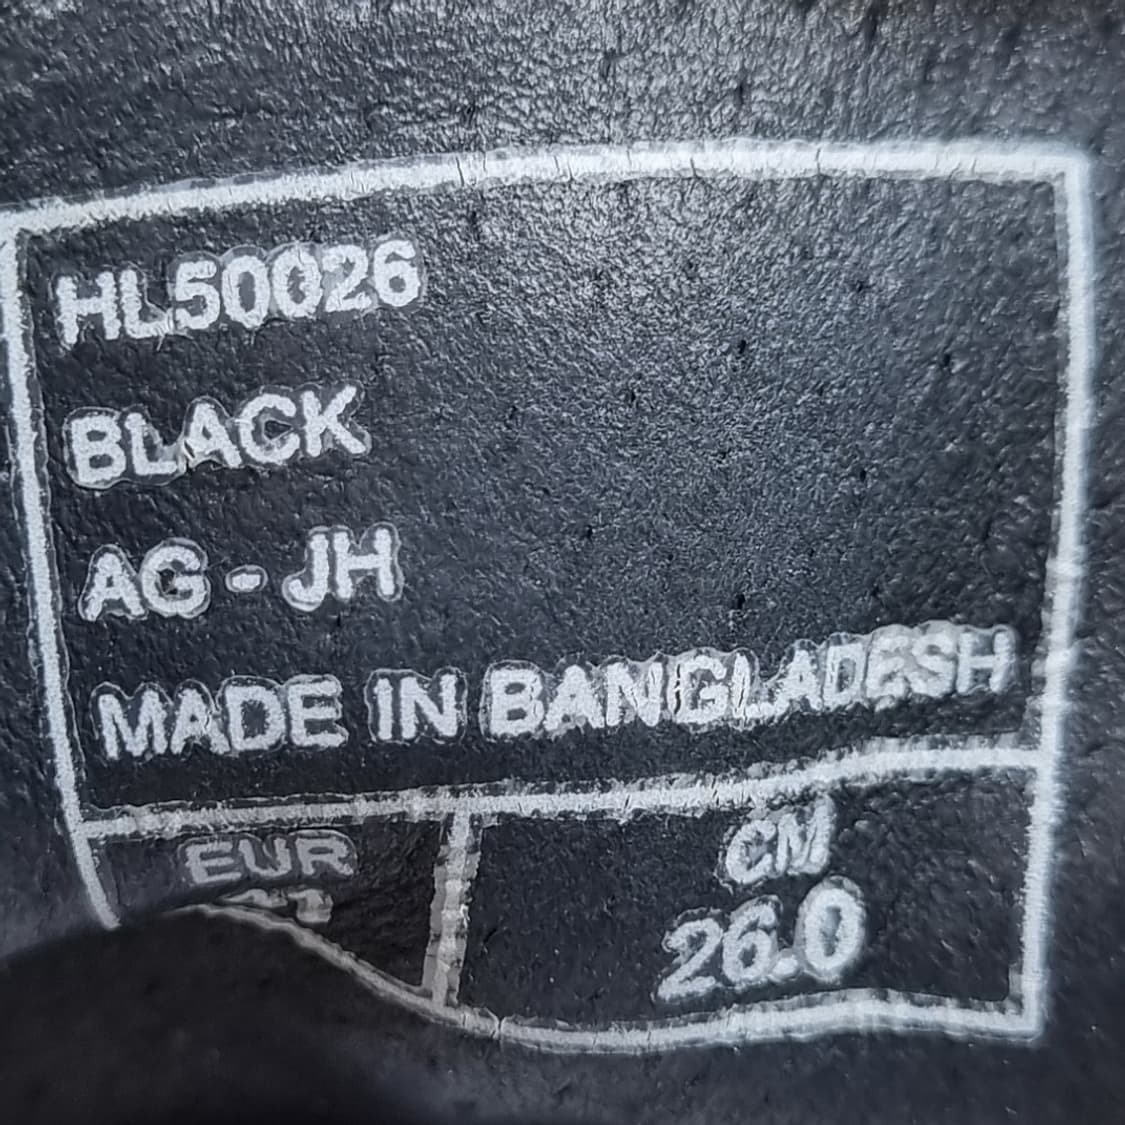 HL50026
BLACK
AG - JH
MADE IN BANGLADESH
EUR
CM
26.0